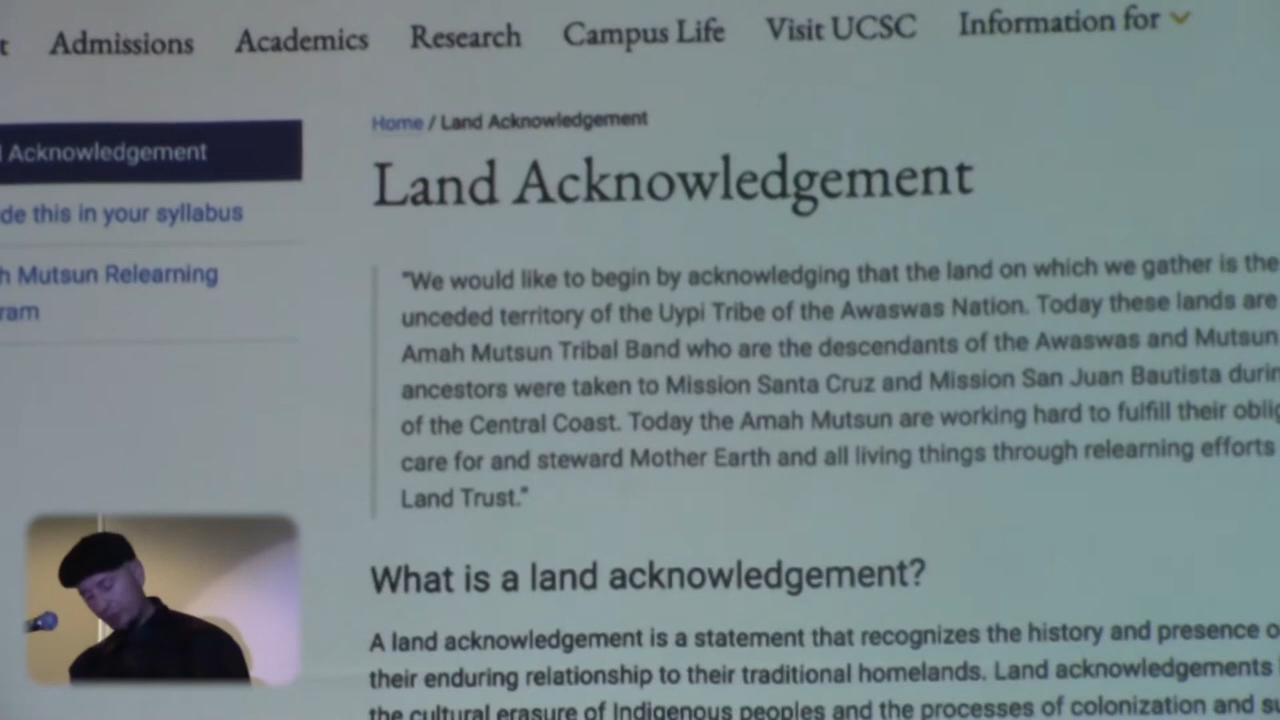 t Admissions Academics Research Campus Life Visit UCSC Information for
Home / Land Acknowledgement
Acknowledgement
Land Acknowledgement
de this in your syllabus
h Mutsun Relearning
ram
"We would like to begin by acknowledging that the land on which we gather is the
unceded territory of the Uypi Tribe of the Awaswas Nation. Today these lands are
Amah Mutsun Tribal Band who are the descendants of the Awaswas and Mutsun
ancestors were taken to Mission Santa Cruz and Mission San Juan Bautista durin
of the Central Coast. Today the Amah Mutsun are working hard to fulfill their oblig
care for and steward Mother Earth and all living things through relearning efforts
Land Trust."
What is a land acknowledgement?
A land acknowledgement is a statement that recognizes the history and presence o
their enduring relationship to their traditional homelands. Land acknowledgements
the cultural erasure of Indigenous peoples and the processes of colonization and su